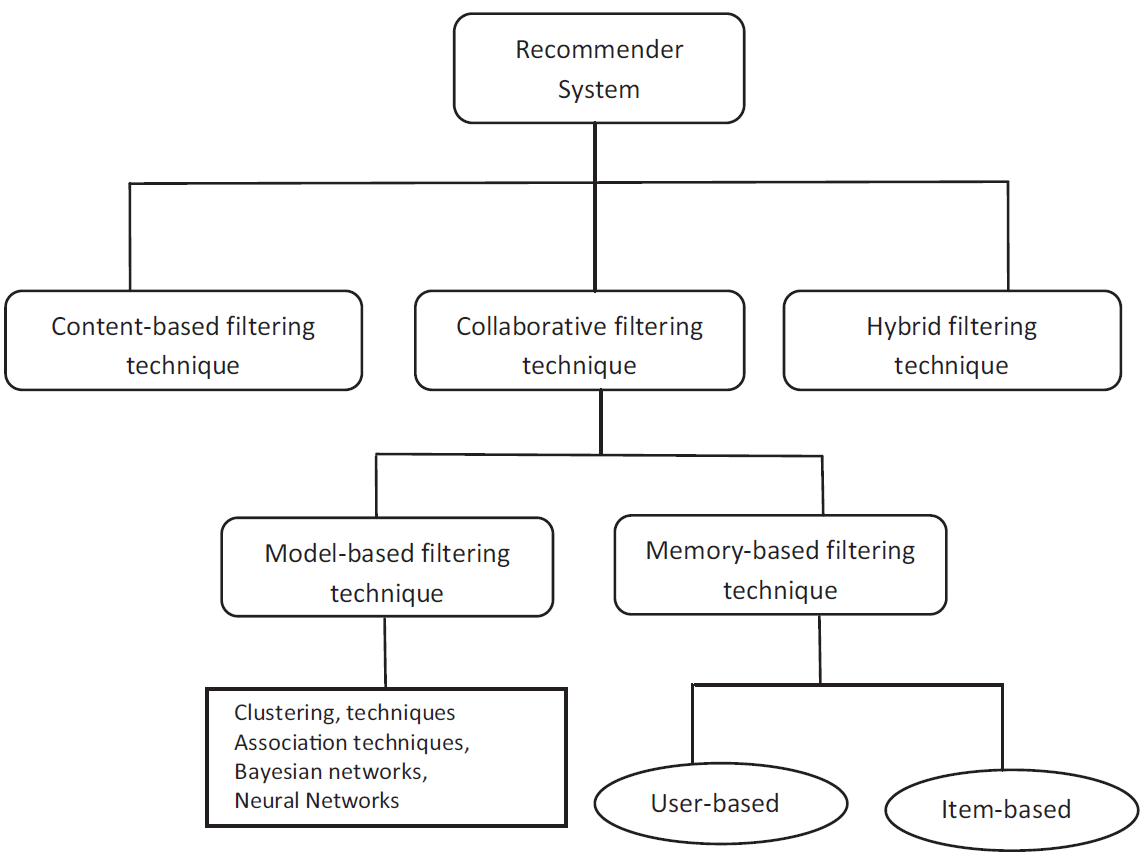 Recommender
System
Content-based filtering
technique
Collaborative filtering
technique
Hybrid filtering
technique
Model-based filtering
technique
Memory-based filtering
technique
Clustering, techniques
Association techniques,
Bayesian networks,
Neural Networks
User-based
Item-based